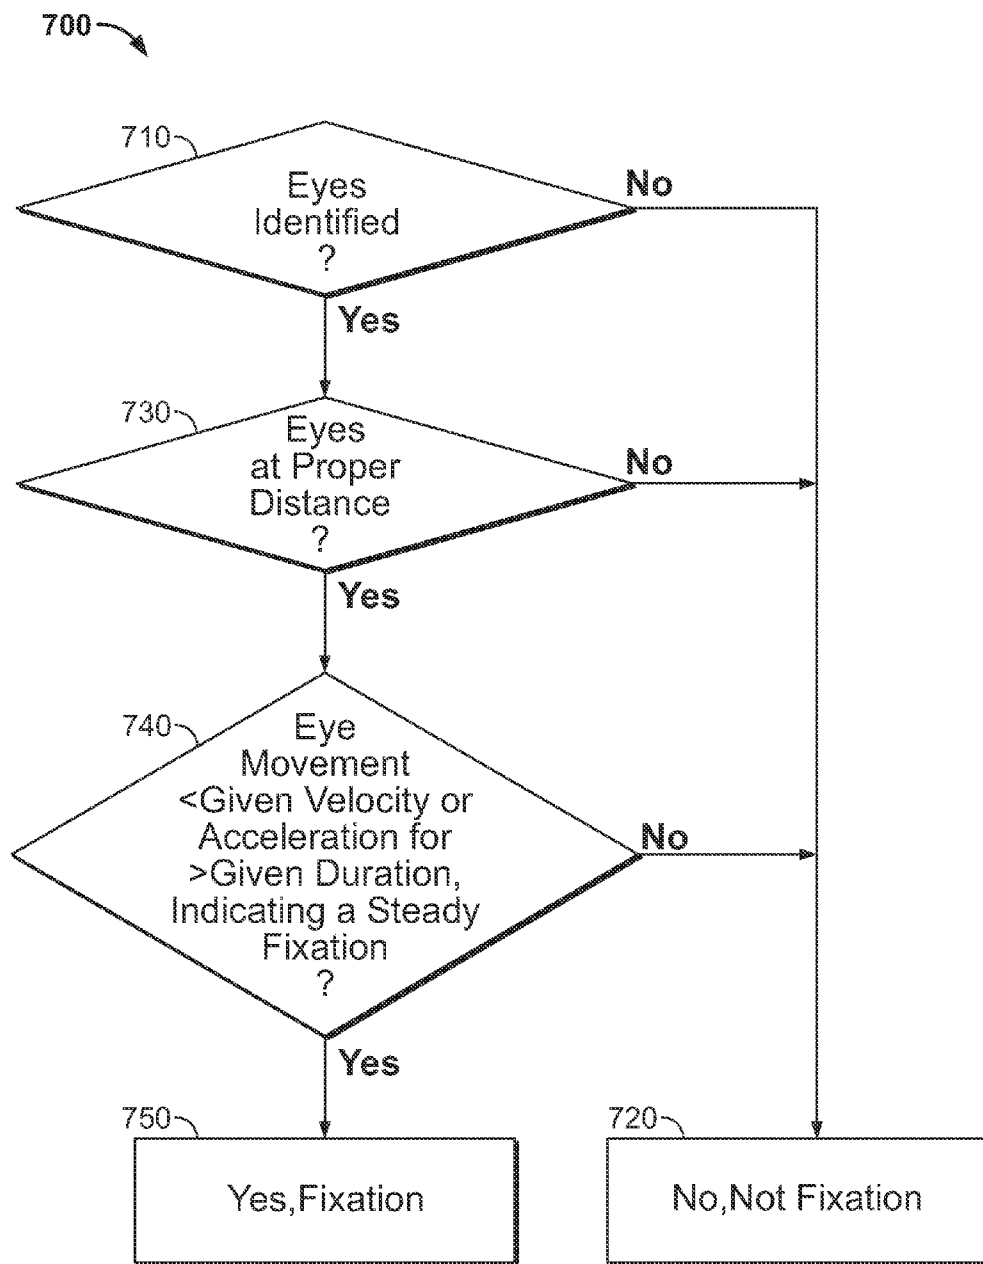 700
710
Eyes
Identified
?
No
Yes
730
Eyes
at Proper
Distance
?
No
Yes
740
Eye
Movement
<Given Velocity or
Acceleration for
>Given Duration,
Indicating a Steady
Fixation
?
No
Yes
750
Yes,Fixation
720
No,Not Fixation